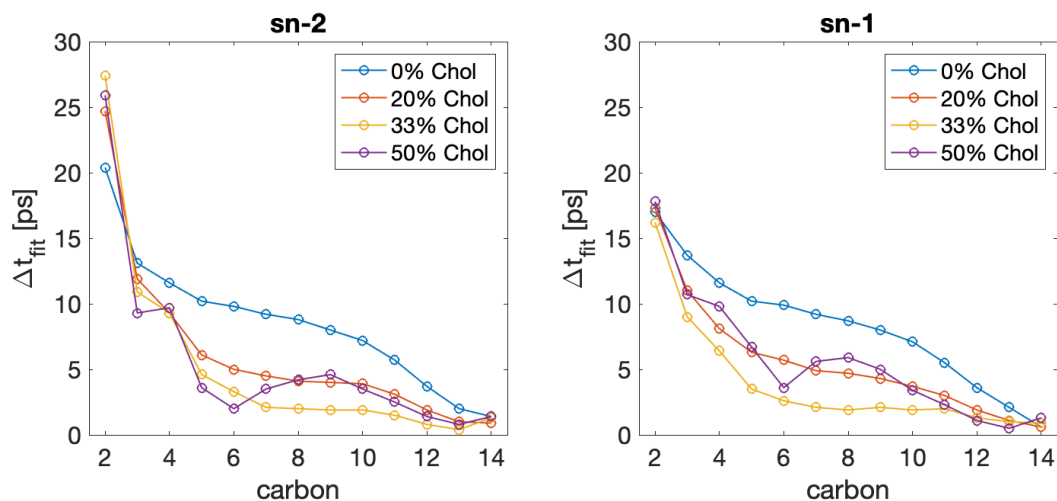 sn-2
30
25
20
15
10
5
0
Δt_fit [ps]
0% Chol
20% Chol
33% Chol
50% Chol
2 4 6 8 10 12 14
carbon
sn-1
30
25
20
15
10
5
0
Δt_fit [ps]
0% Chol
20% Chol
33% Chol
50% Chol
2 4 6 8 10 12 14
carbon